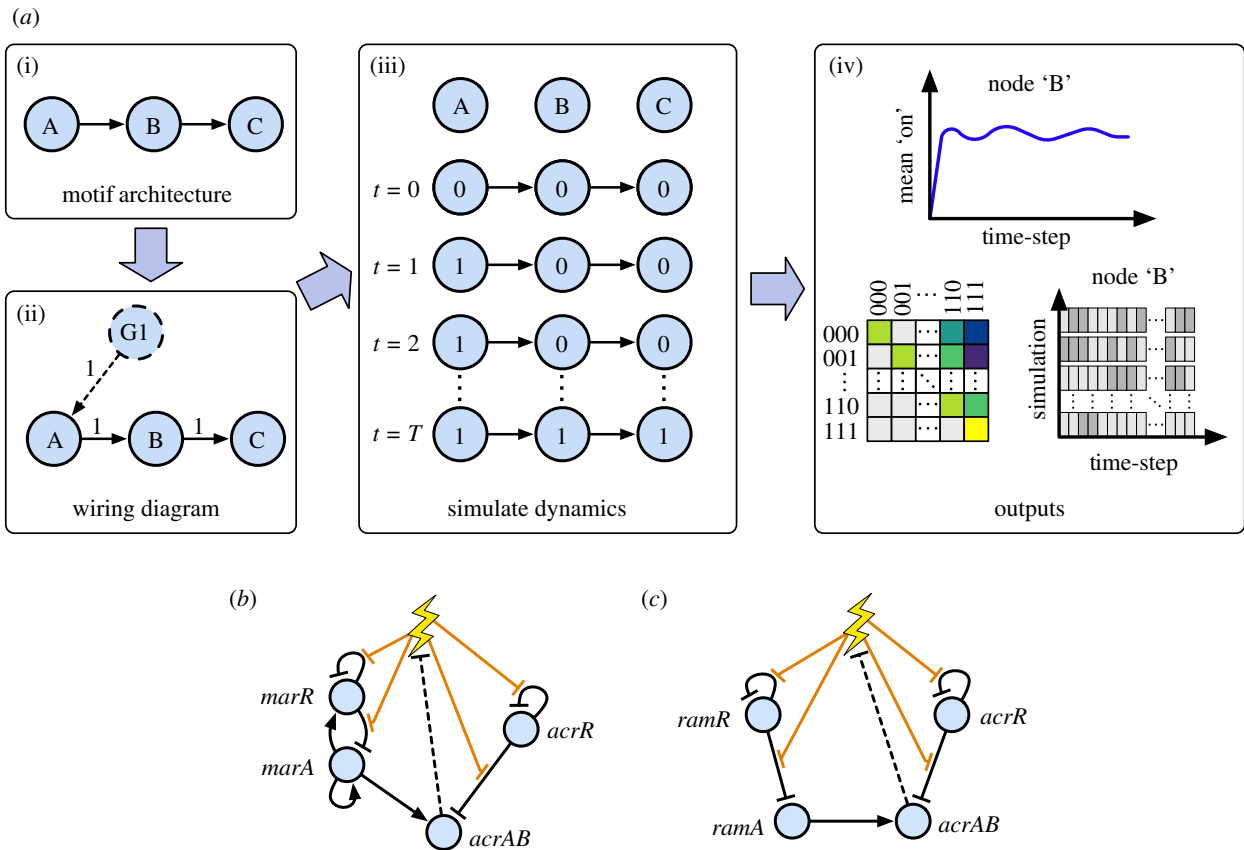 (a)
(i)
A B C
motif architecture
(ii)
G1
1
A 1 B 1 C
wiring diagram
(iii)
A B C
t = 0 0 0 0
t = 1 1 0 0
t = 2 1 0 0
t = T 1 1 1
simulate dynamics
(iv)
node ‘B’
mean ‘on’
time-step
000 001 ··· 110 111
000
001
110
111
node ‘B’
simulation
time-step
outputs
(b)
marR
acrR
marA
acrAB
(c)
ramR
acrR
ramA
acrAB